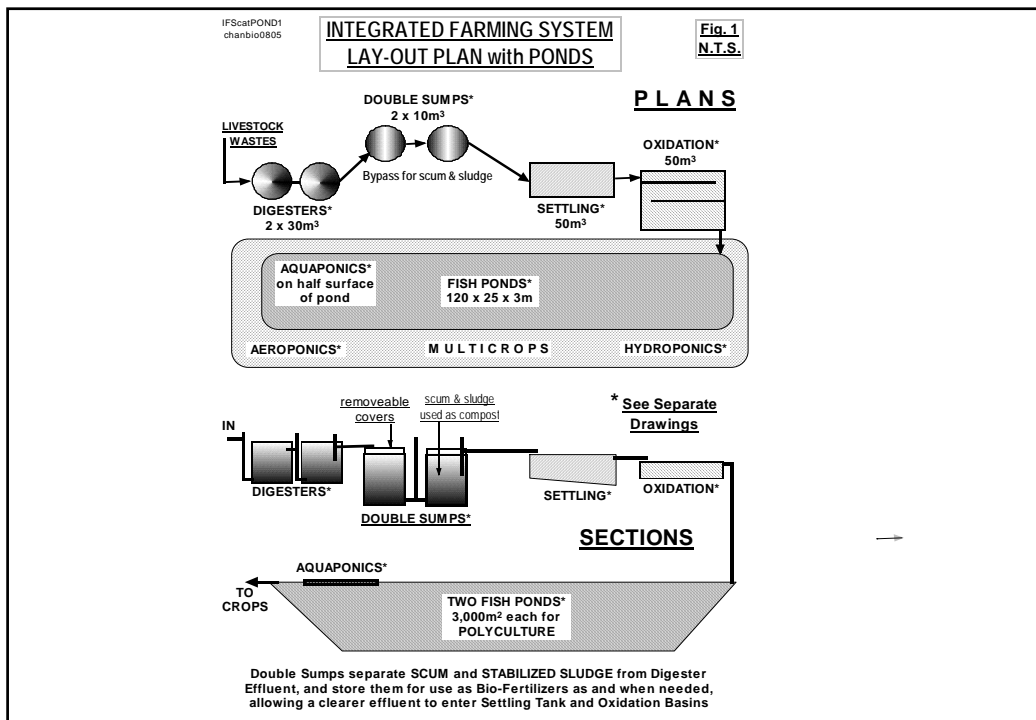 IFScatPOND1
chanbio0805
INTEGRATED FARMING SYSTEM
LAY-OUT PLAN with PONDS
Fig. 1
N.T.S.
PLANS
DOUBLE SUMPS*
2 x 10m³
LIVESTOCK
WASTES
OXIDATION*
50m³
Bypass for scum & sludge
DIGESTERS*
2 x 30m³
SETTLING*
50m³
AQUAPONICS*
on half surface
of pond
FISH PONDS*
120 x 25 x 3m
AEROPONICS*
MULTICROPS
HYDROPONICS*
removeable
covers
scum & sludge
used as compost
* See Separate
Drawings
IN
DIGESTERS*
DOUBLE SUMPS*
SETTLING*
OXIDATION*
SECTIONS
AQUAPONICS*
TO
CROPS
TWO FISH PONDS*
3,000m² each for
POLYCULTURE
Double Sumps separate SCUM and STABILIZED SLUDGE from Digester
Effluent, and store them for use as Bio-Fertilizers as and when needed,
allowing a clearer effluent to enter Settling Tank and Oxidation Basins